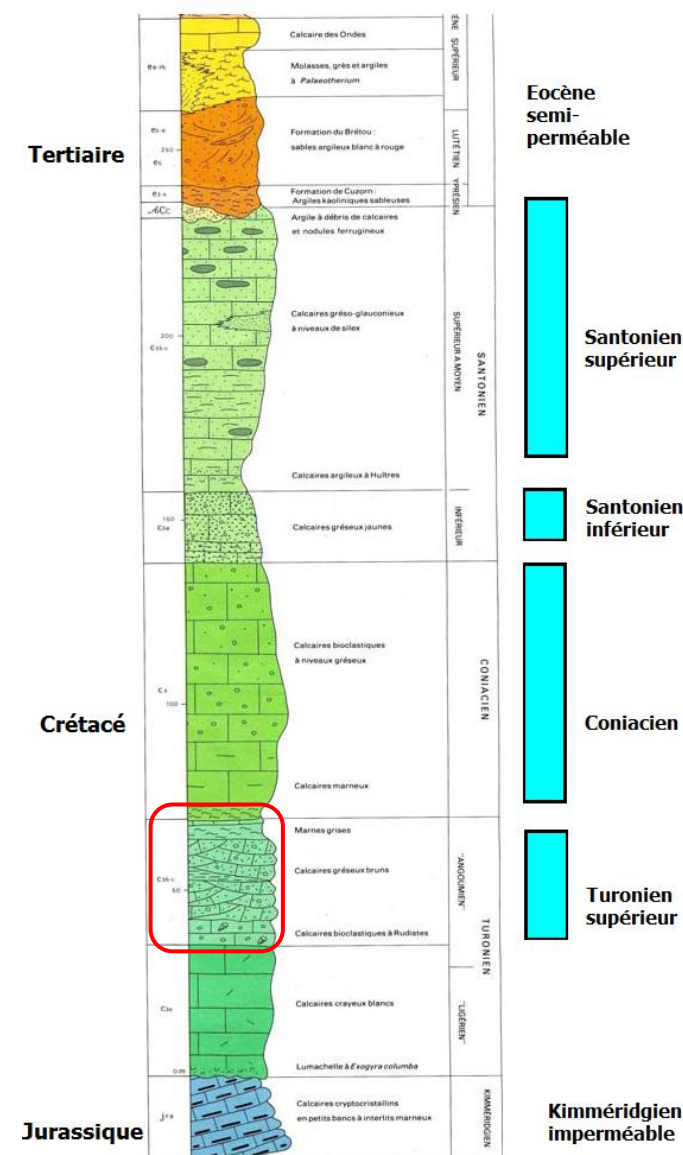 Calcaire des Ondes
ÈNE SUPÉRIEUR
Molasses, grès et argiles
à Palaeotherium
Eocène
semi-
perméable
Tertiaire
Formation du Brétou :
sables argileux blanc à rouge
250
LUTÉTIEN
Formation de Cuzorn :
Argiles kaoliniques sableuses
YPRÉSIEN
Argile à débris de calcaires
et nodules ferrugineux
Calcaires gréso-glauconieux
à niveaux de silex
200
SUPÉRIEUR A MOYEN
SANTONIEN
Santonien
supérieur
Calcaires argileux à Huîtres
150
Calcaires gréseux jaunes
INFÉRIEUR
Santonien
inférieur
Calcaires bioclastiques
à niveaux gréseux
CONIACIEN
100
Crétacé
Coniacien
Calcaires marneux
Marnes grises
Calcaires gréseux bruns
50
"ANGOUMIEN"
Turonien
supérieur
Calcaires bioclastiques à Rudistes
TURONIEN
Calcaires crayeux blancs
"LIGÉRIEN"
Lumachelle à Exogyra columba
0m
Calcaires cryptocristallins
en petits bancs à interlits marneux
KIMMÉRIDGIEN
Kimméridgien
imperméable
Jurassique